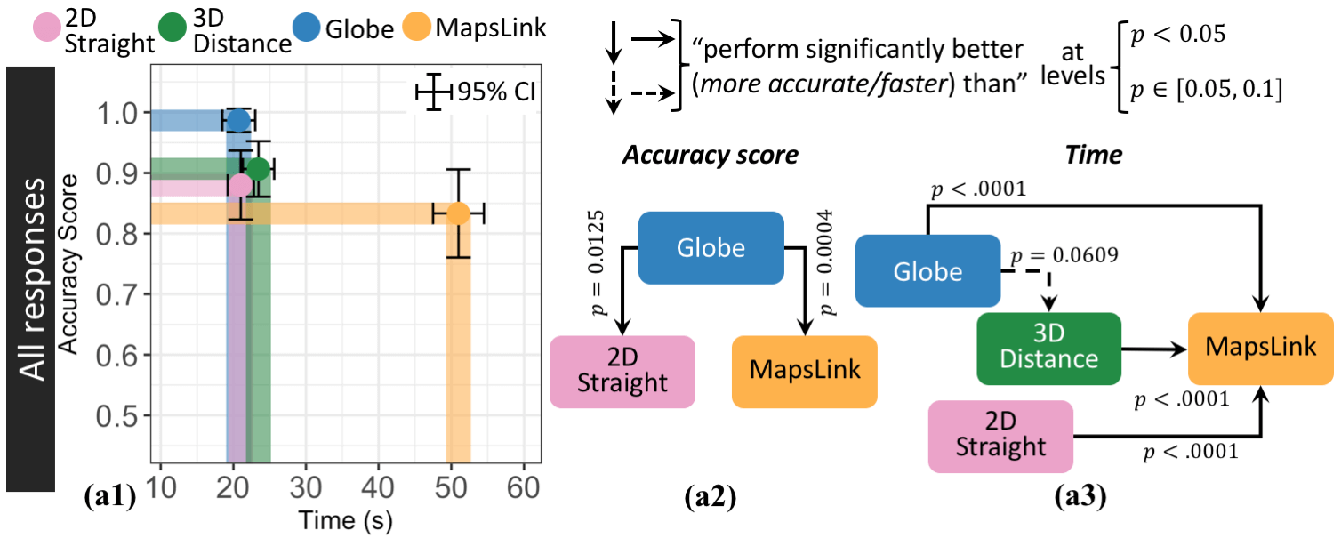 2D
Straight
3D
Distance
Globe
MapsLink
"perform significantly better
(more accurate/faster) than"
at
levels
p < 0.05
p ∈ [0.05, 0.1]
All responses
Accuracy Score
1.0
0.9
0.8
0.7
0.6
0.5
95% CI
10
20
30
40
50
60
Time (s)
(a1)
Accuracy score
p = 0.0125
Globe
p = 0.0004
2D
Straight
MapsLink
(a2)
Time
p < .0001
Globe
p = 0.0609
3D
Distance
MapsLink
p < .0001
2D
Straight
p < .0001
(a3)